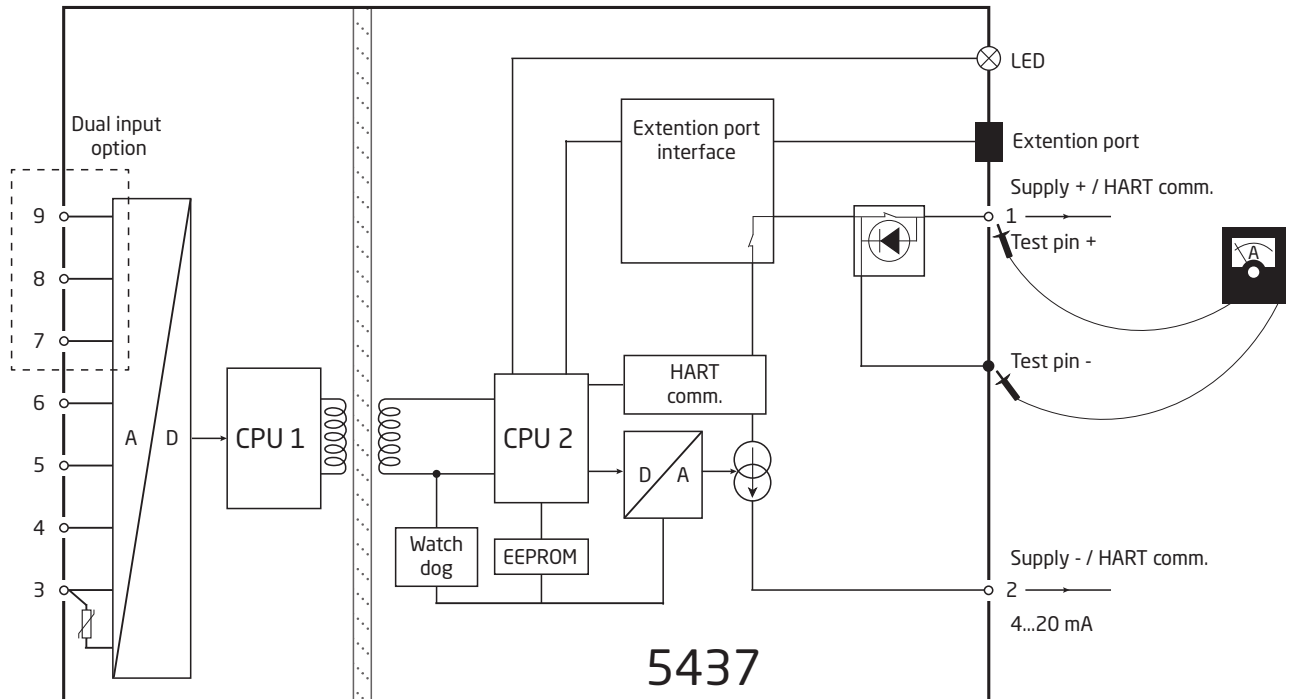 LED
Dual input
option
Extention port
interface
Extention port
Supply + / HART comm.
9
1
Test pin +
A
8
7
Test pin -
HART
comm.
6
A
D
CPU 1
CPU 2
5
D
A
4
Watch
dog
EEPROM
Supply - / HART comm.
3
2
4...20 mA
5437